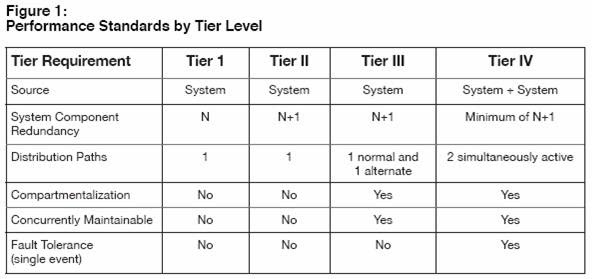 Figure 1:
Performance Standards by Tier Level
Tier Requirement Tier 1 Tier II Tier III Tier IV
Source System System System System + System
System Component Redundancy N N+1 N+1 Minimum of N+1
Distribution Paths 1 1 1 normal and 1 alternate 2 simultaneously active
Compartmentalization No No Yes Yes
Concurrently Maintainable No No Yes Yes
Fault Tolerance (single event) No No No Yes